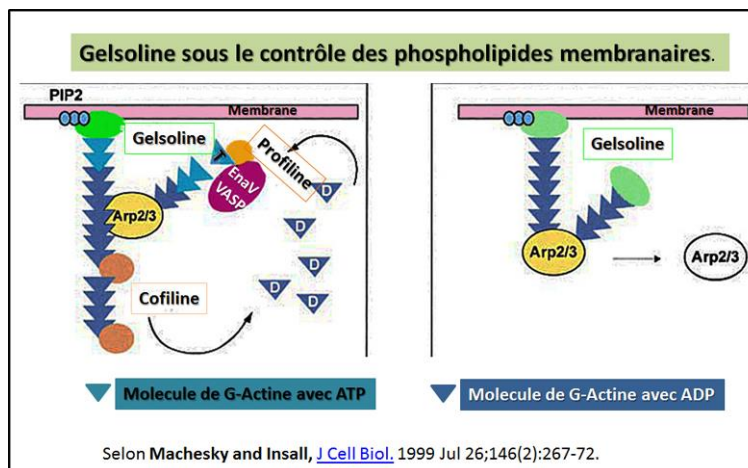 Gelsoline sous le contrôle des phospholipides membranaires.
PIP2
Membrane
Gelsoline
T
Profiline
EnaV
VASP
D
D
D
D
D
D
Arp2/3
Cofiline
Membrane
Gelsoline
Arp2/3
Arp2/3
Molecule de G-Actine avec ATP
Molecule de G-Actine avec ADP
Selon Machesky and Insall, J Cell Biol. 1999 Jul 26;146(2):267-72.